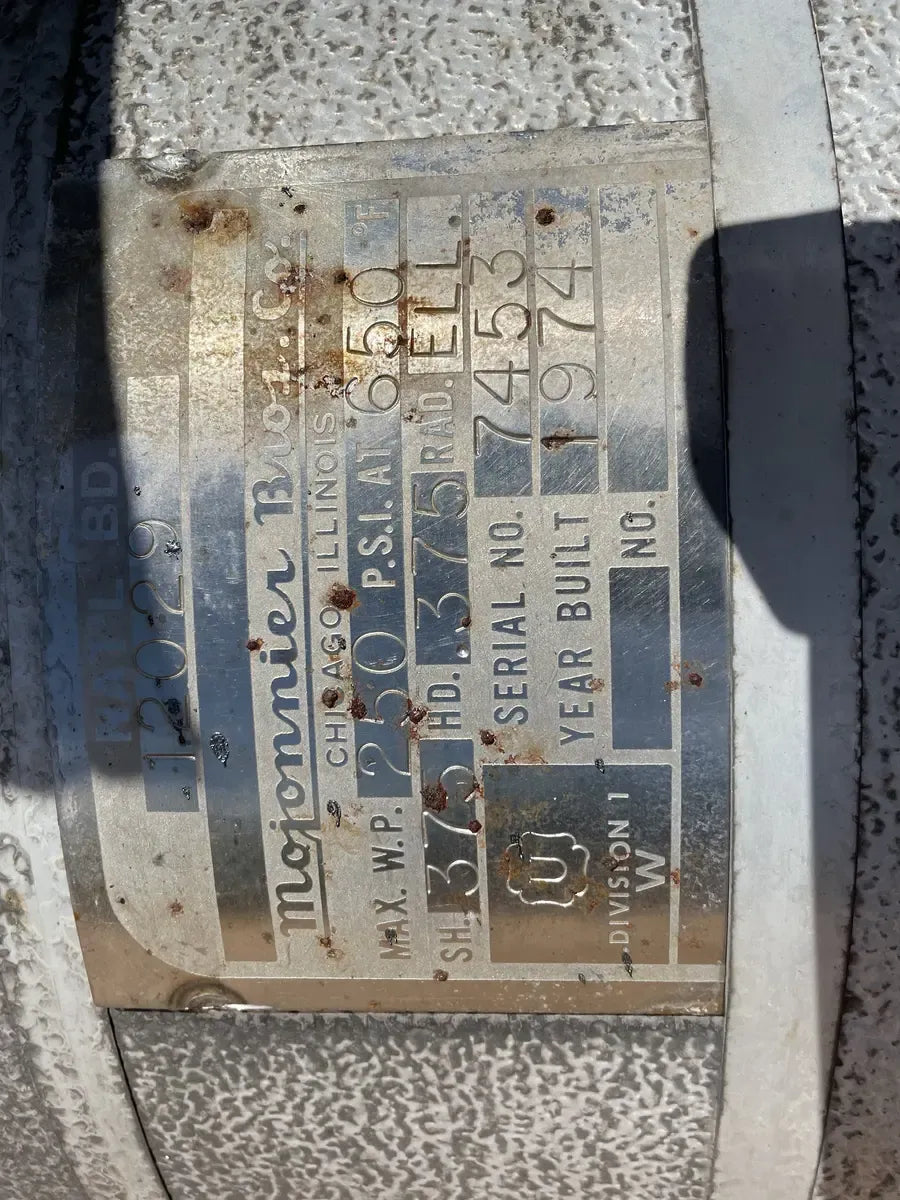 NATL BD.
12029
Mojonnier Bros. Co.
CHICAGO ILLINOIS
MAX. W.P. 250 P.S.I. AT 650 °F
SH. .375 HD. .375 RAD. ELL.
SERIAL NO. 7453
YEAR BUILT 1974
NO.
U
DIVISION 1
W